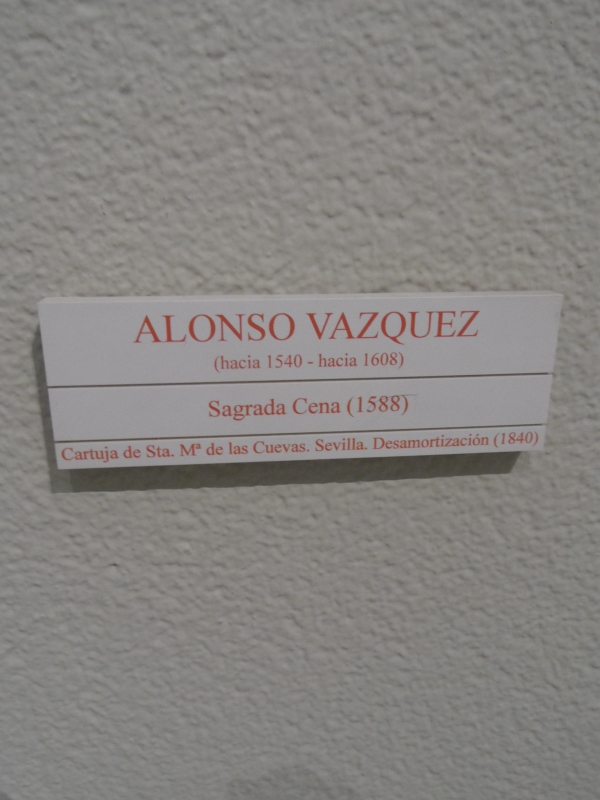 ALONSO VAZQUEZ
(hacia 1540 - hacia 1608)
Sagrada Cena (1588)
Cartuja de Sta. Mª de las Cuevas. Sevilla. Desamortización (1840)